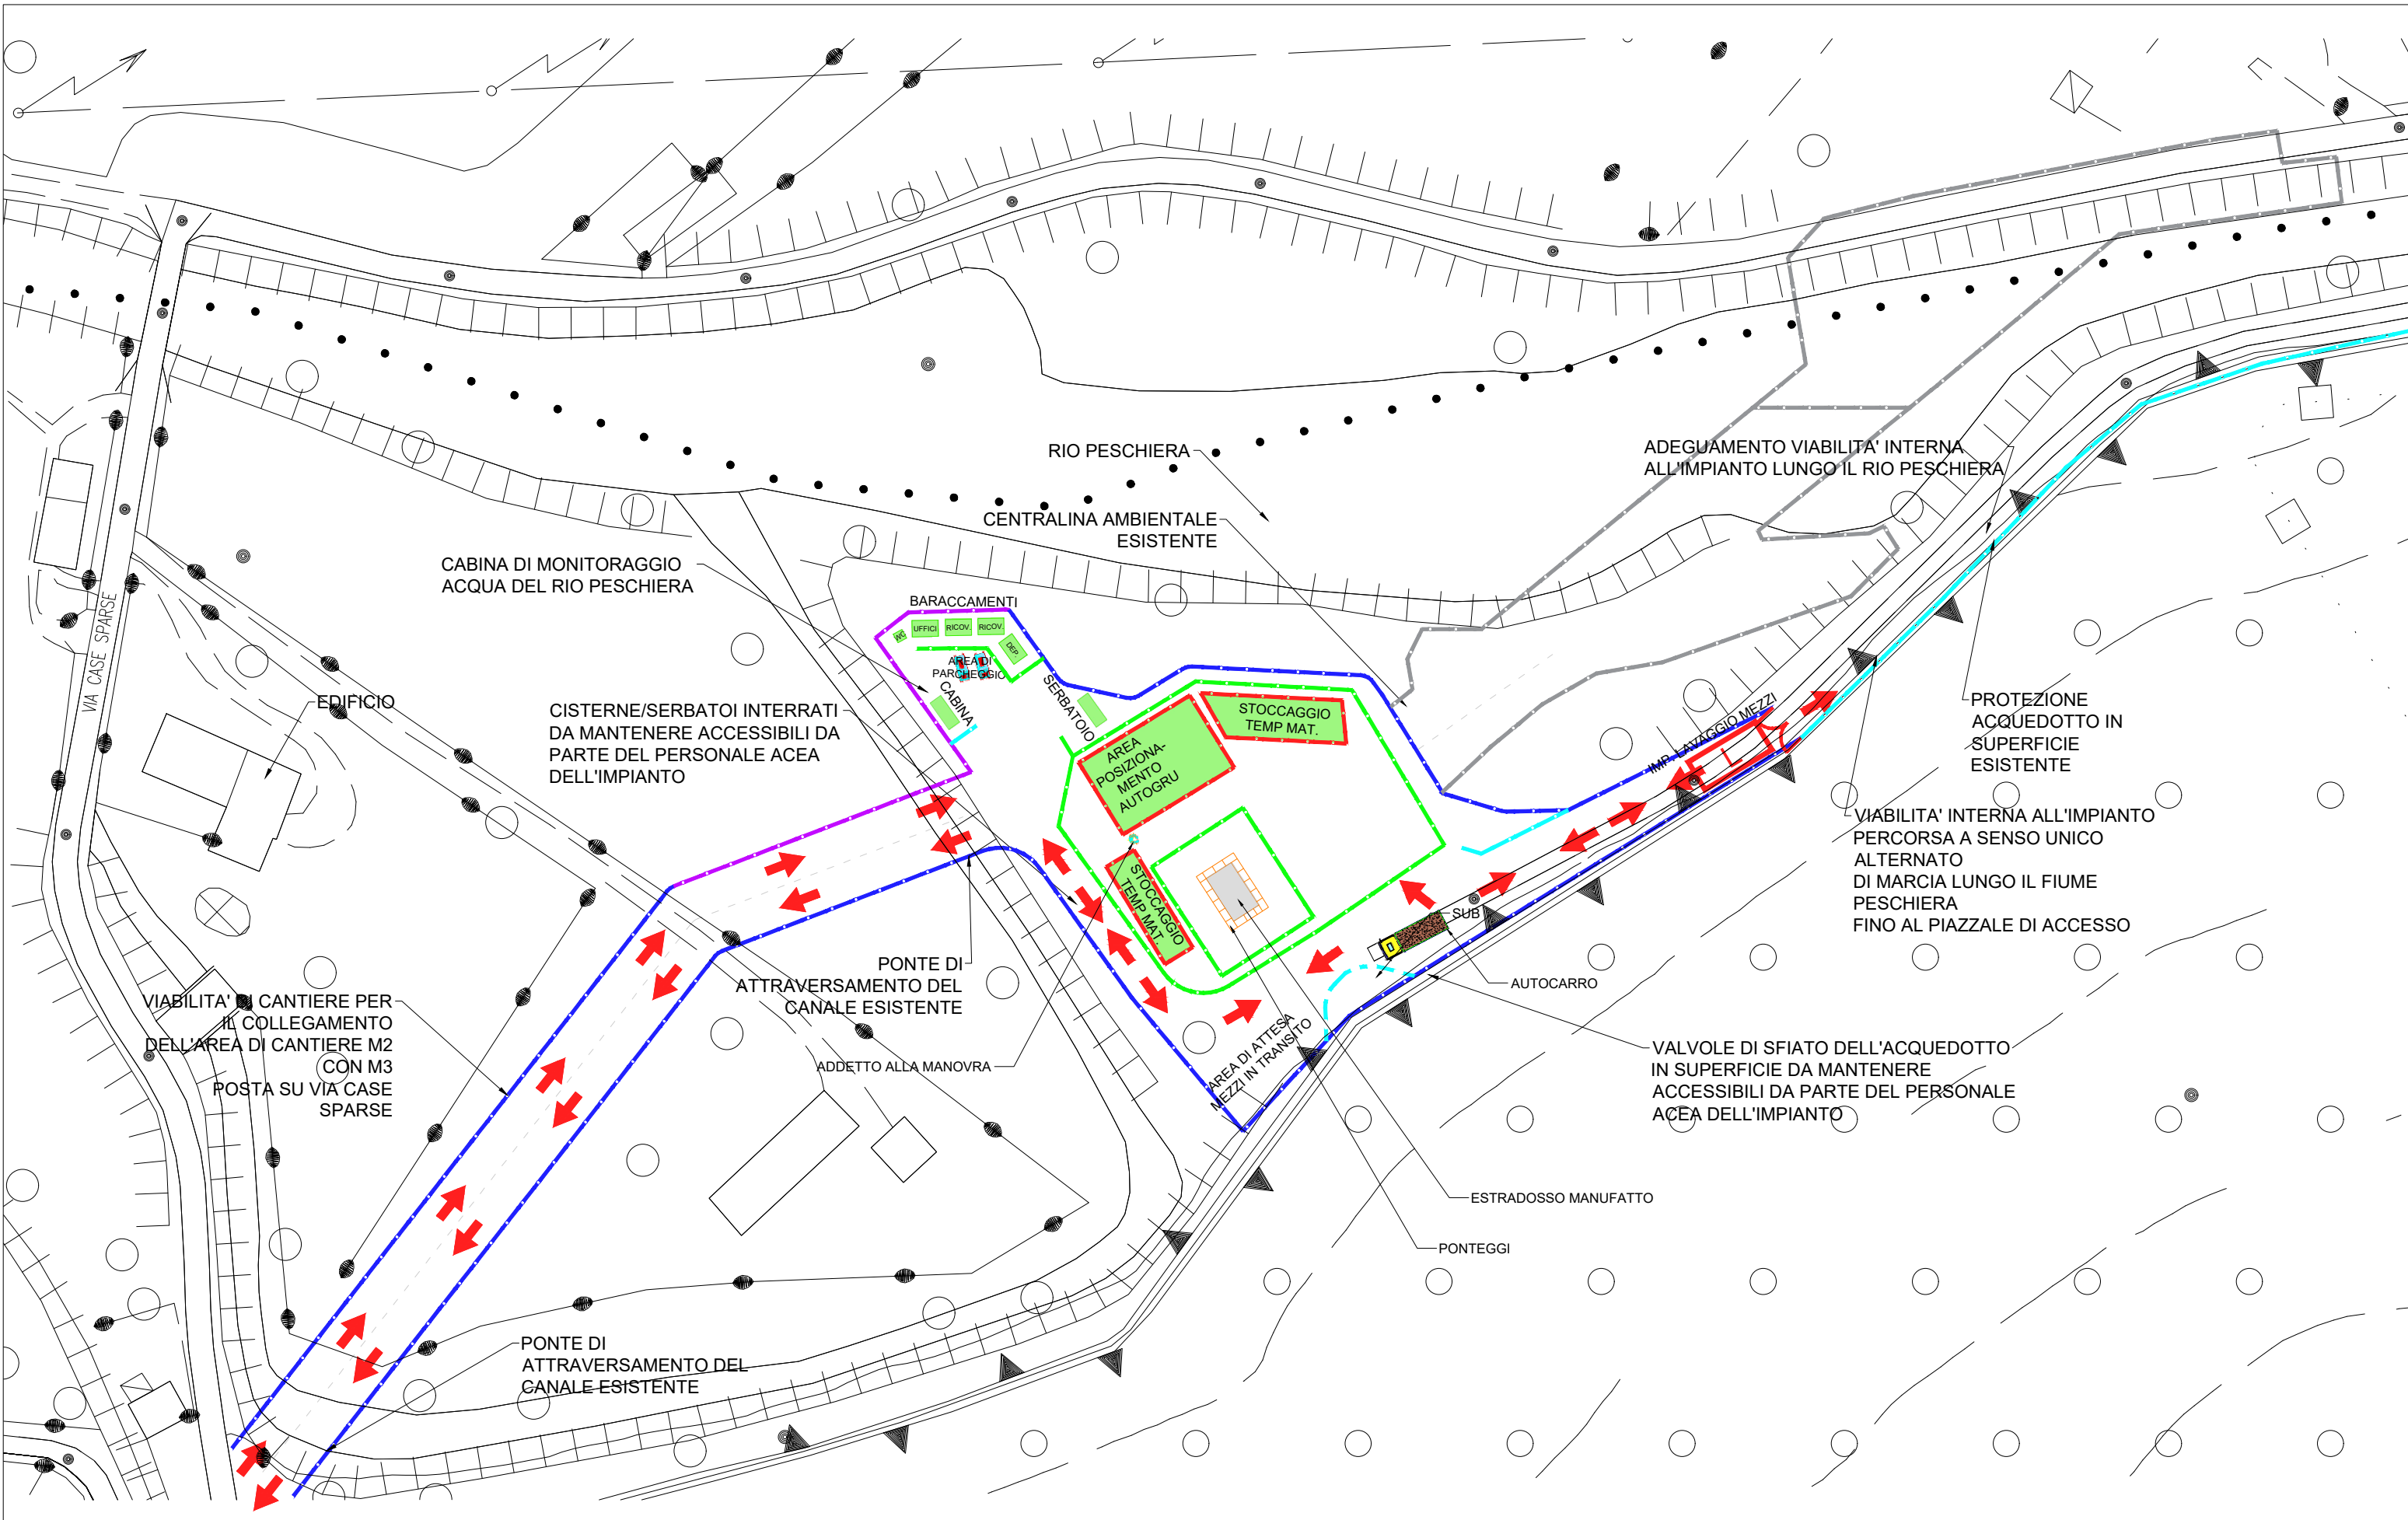 RIO PESCHIERA
ADEGUAMENTO VIABILITA' INTERNA
ALL'IMPIANTO LUNGO IL RIO PESCHIERA
CENTRALINA AMBIENTALE
ESISTENTE
CABINA DI MONITORAGGIO
ACQUA DEL RIO PESCHIERA
BARACCAMENTI
WC
UFFICI
RICOV.
RICOV.
DEP.
AREA DI
PARCHEGGIO
CABINA
SERBATOIO
VIA CASE SPARSE
EDIFICIO
CISTERNE/SERBATOI INTERRATI
DA MANTENERE ACCESSIBILI DA
PARTE DEL PERSONALE ACEA
DELL'IMPIANTO
STOCCAGGIO
TEMP MAT.
AREA
POSIZIONA-
MENTO
AUTOGRU
IMP. LAVAGGIO MEZZI
PROTEZIONE
ACQUEDOTTO IN
SUPERFICIE
ESISTENTE
VIABILITA' INTERNA ALL'IMPIANTO
PERCORSA A SENSO UNICO
ALTERNATO
DI MARCIA LUNGO IL FIUME
PESCHIERA
FINO AL PIAZZALE DI ACCESSO
STOCCAGGIO
TEMP MAT.
SUB
AUTOCARRO
PONTE DI
ATTRAVERSAMENTO DEL
CANALE ESISTENTE
VIABILITA' DI CANTIERE PER
IL COLLEGAMENTO
DELL'AREA DI CANTIERE M2
CON M3
POSTA SU VIA CASE
SPARSE
ADDETTO ALLA MANOVRA
AREA DI ATTESA
MEZZI IN TRANSITO
VALVOLE DI SFIATO DELL'ACQUEDOTTO
IN SUPERFICIE DA MANTENERE
ACCESSIBILI DA PARTE DEL PERSONALE
ACEA DELL'IMPIANTO
ESTRADOSSO MANUFATTO
PONTEGGI
PONTE DI
ATTRAVERSAMENTO DEL
CANALE ESISTENTE